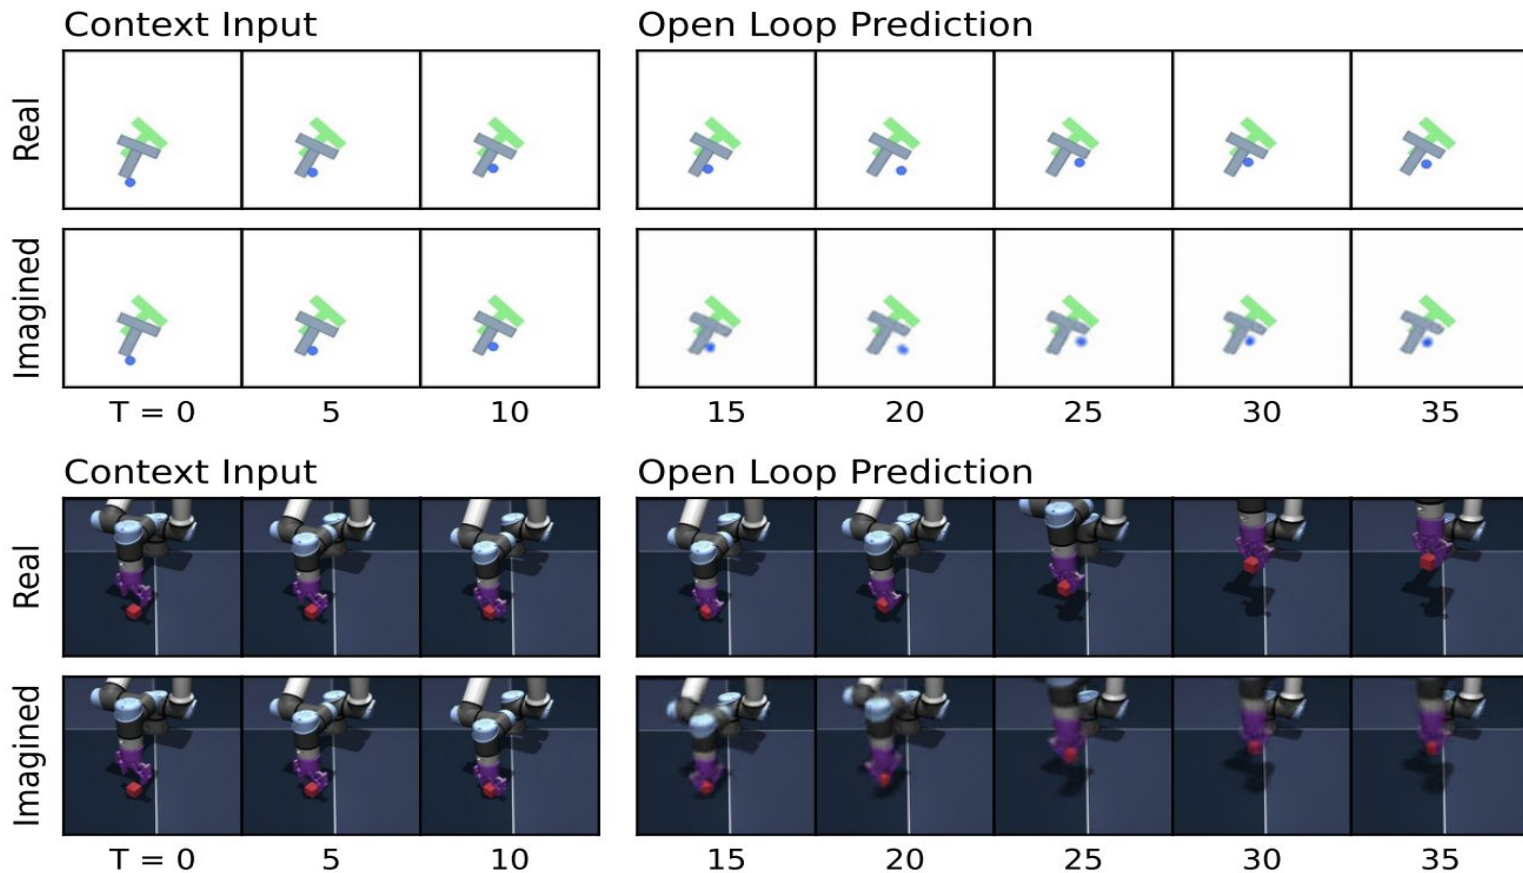 Context Input Open Loop Prediction
Real
Imagined
T = 0 5 10 15 20 25 30 35
Context Input Open Loop Prediction
Real
Imagined
T = 0 5 10 15 20 25 30 35